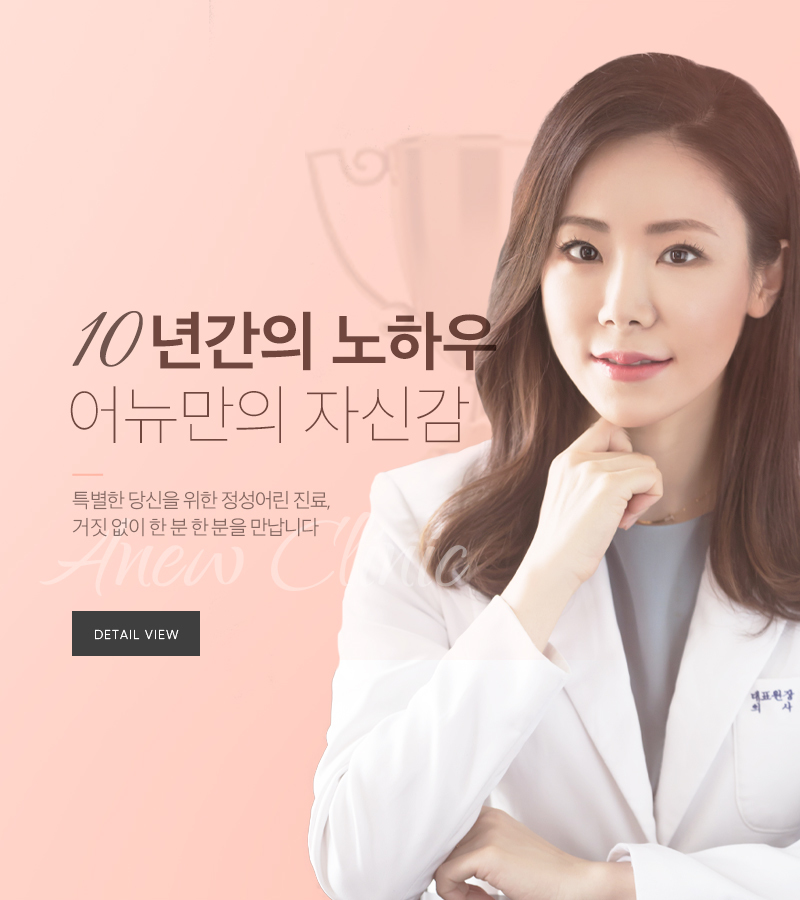 10년간의 노하우
어뉴만의 자신감
특별한 당신을 위한 정성어린 진료,
거짓 없이 한 분 한 분을 만납니다
Anew Clinic
DETAIL VIEW
대표원장
의 사